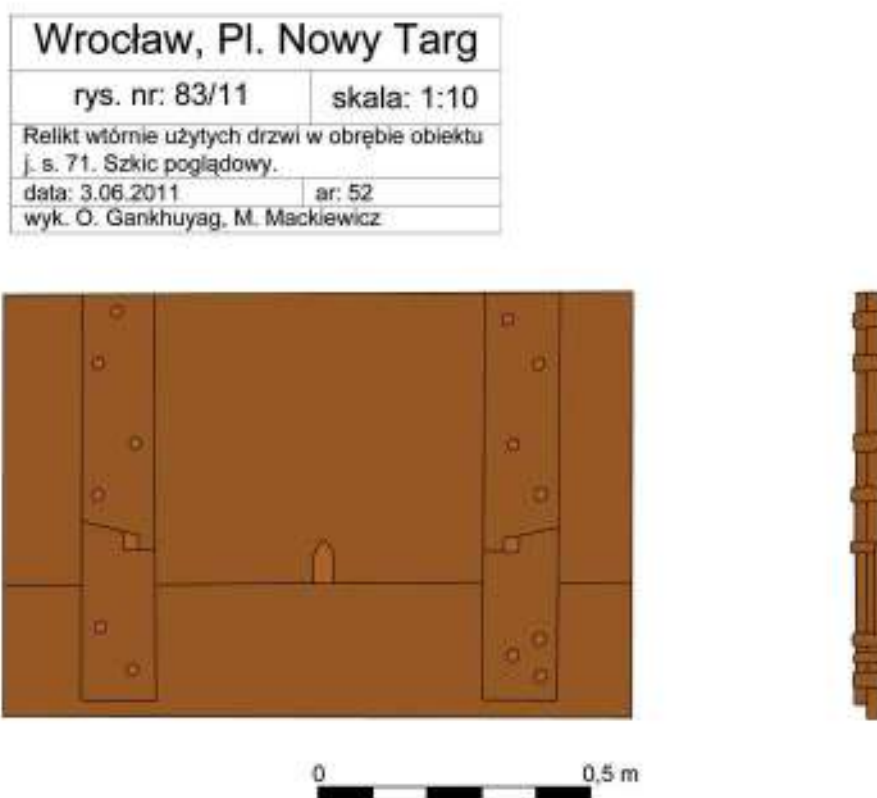 Wrocław, Pl. Nowy Targ
rys. nr: 83/11
skala: 1:10
Relikt wtórnie użytych drzwi w obrębie obiektu
j. s. 71. Szkic poglądowy.
data: 3.06.2011
ar: 52
wyk. O. Gankhuyag, M. Mackiewicz
0
0,5 m